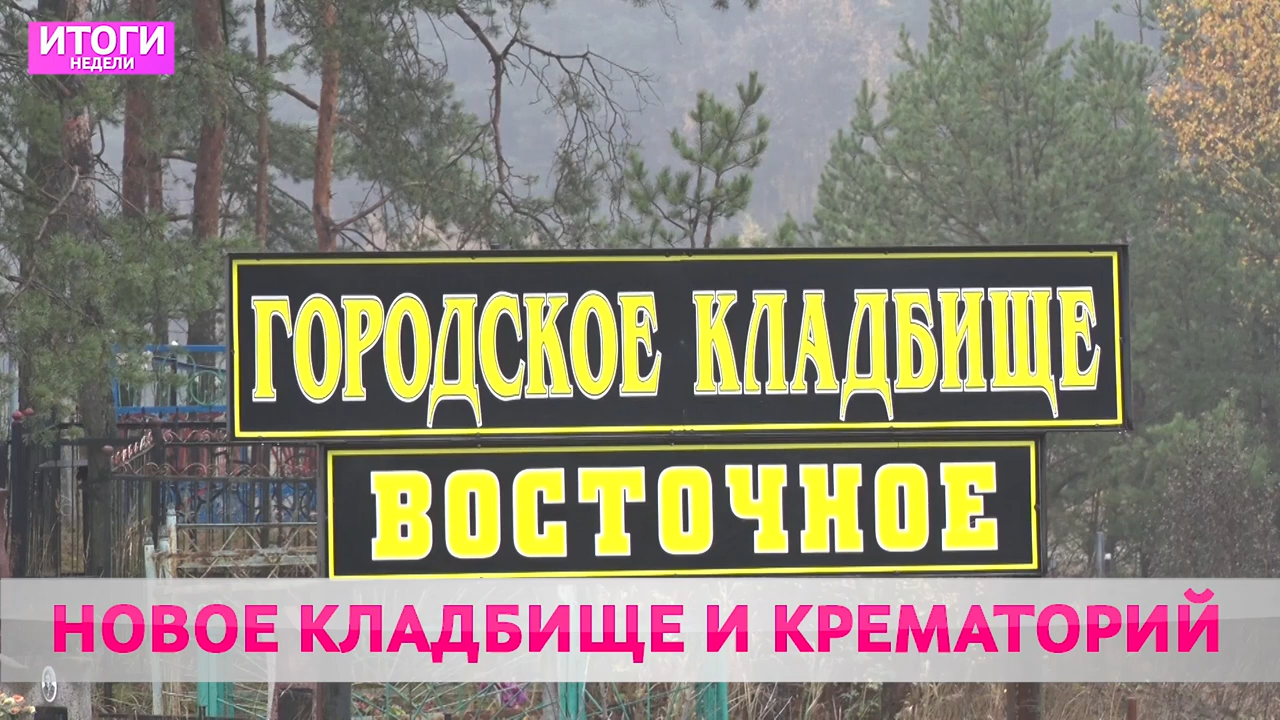 ИТОГИ
НЕДЕЛИ
ГОРОДСКОЕ КЛАДБИЩЕ
ВОСТОЧНОЕ
НОВОЕ КЛАДБИЩЕ И КРЕМАТОРИЙ